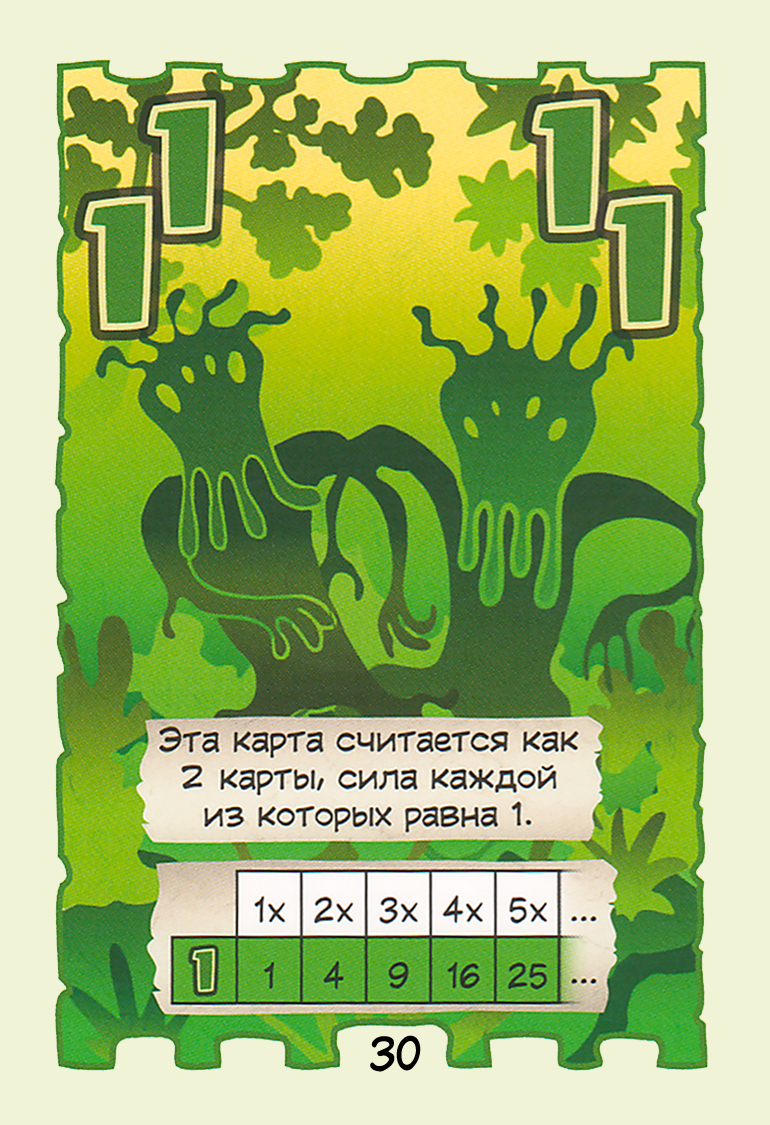 1 1
1 1
Эта карта считается как
2 карты, сила каждой
из которых равна 1.
1x 2x 3x 4x 5x ...
1 1 4 9 16 25 ...
30